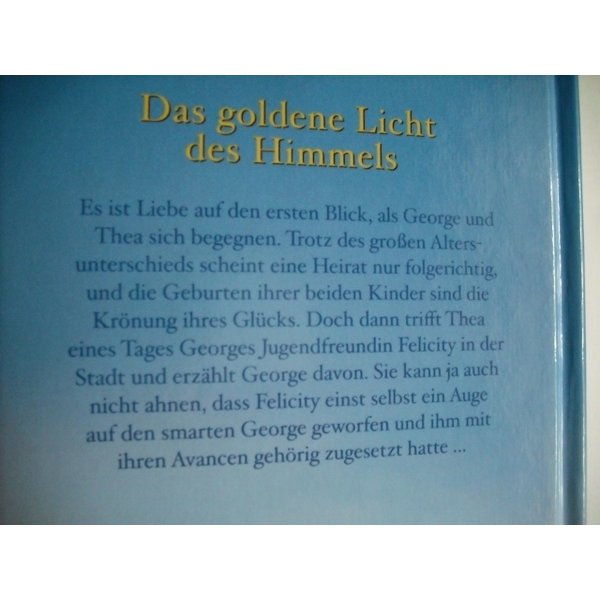 Das goldene Licht
des Himmels
Es ist Liebe auf den ersten Blick, als George und
Thea sich begegnen. Trotz des großen Alters-
unterschieds scheint eine Heirat nur folgerichtig,
und die Geburten ihrer beiden Kinder sind die
Krönung ihres Glücks. Doch dann trifft Thea
eines Tages Georges Jugendfreundin Felicity in der
Stadt und erzählt George davon. Sie kann ja auch
nicht ahnen, dass Felicity einst selbst ein Auge
auf den smarten George geworfen und ihm mit
ihren Avancen gehörig zugesetzt hatte ...